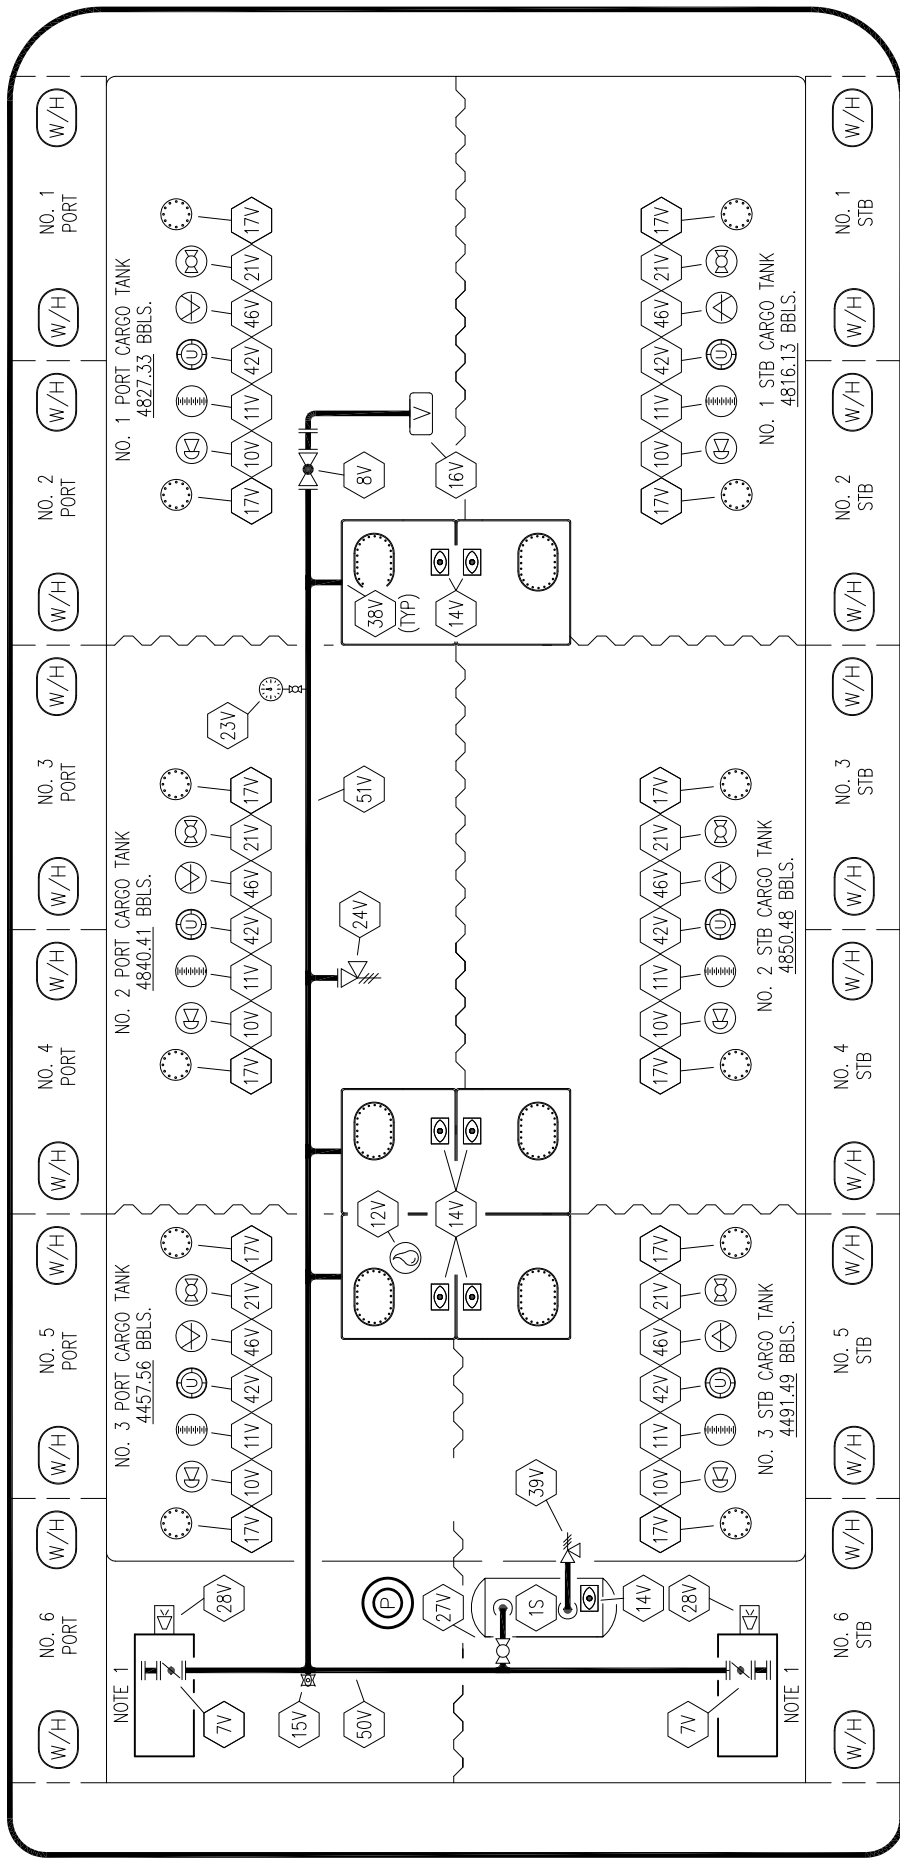 W/H
NO. 6
PORT
W/H
W/H
NO. 5
PORT
W/H
W/H
NO. 4
PORT
W/H
W/H
NO. 3
PORT
W/H
W/H
NO. 2
PORT
W/H
W/H
NO. 1
PORT
W/H
NOTE 1
28V
7V
NO. 3 PORT CARGO TANK
4457.56 BBLS.
U
17V 10V 11V 42V 46V 21V 17V
NO. 2 PORT CARGO TANK
4840.41 BBLS.
U
17V 10V 11V 42V 46V 21V 17V
NO. 1 PORT CARGO TANK
4827.33 BBLS.
U
17V 10V 11V 42V 46V 21V 17V
23V
15V
50V
P
27V
12V
14V
24V
51V
38V
(TYP)
14V
8V
V
16V
1S
39V
14V
28V
7V
NOTE 1
17V 10V 11V 42V 46V 21V 17V
U
NO. 3 STB CARGO TANK
4491.49 BBLS.
17V 10V 11V 42V 46V 21V 17V
U
NO. 2 STB CARGO TANK
4850.48 BBLS.
17V 10V 11V 42V 46V 21V 17V
U
NO. 1 STB CARGO TANK
4816.13 BBLS.
W/H
NO. 6
STB
W/H
W/H
NO. 5
STB
W/H
W/H
NO. 4
STB
W/H
W/H
NO. 3
STB
W/H
W/H
NO. 2
STB
W/H
W/H
NO. 1
STB
W/H